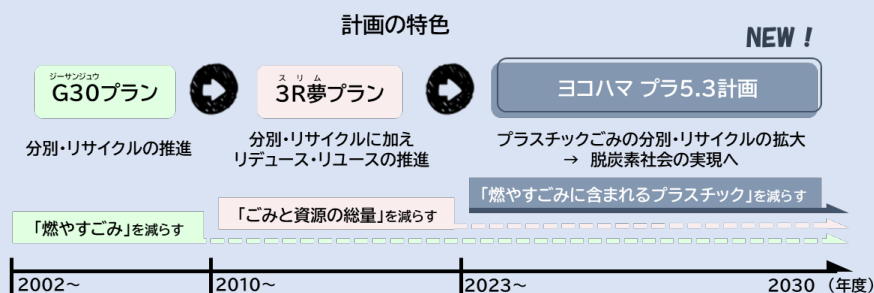 計画の特色
NEW！
ジーサンジュウ
G30プラン
スリム
3R夢プラン
ヨコハマ プラ5.3計画
分別・リサイクルの推進
分別・リサイクルに加え
リデュース・リユースの推進
プラスチックごみの分別・リサイクルの拡大
→ 脱炭素社会の実現へ
「燃やすごみ」を減らす
「ごみと資源の総量」を減らす
「燃やすごみに含まれるプラスチック」を減らす
2002～
2010～
2023～
2030
（年度）